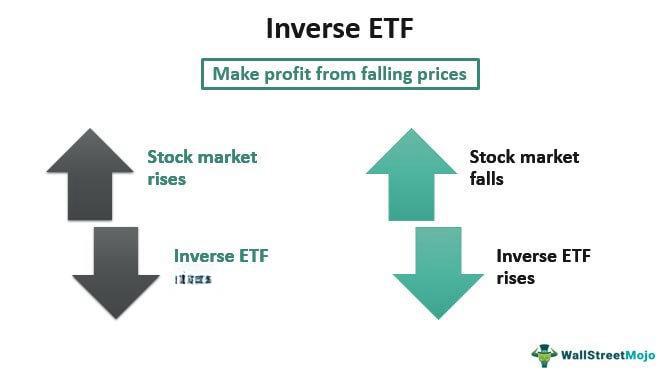 Inverse ETF
Make profit from falling prices
Stock market
rises
Stock market
falls
Inverse ETF
Inverse ETF
rises
WallStreetMojo